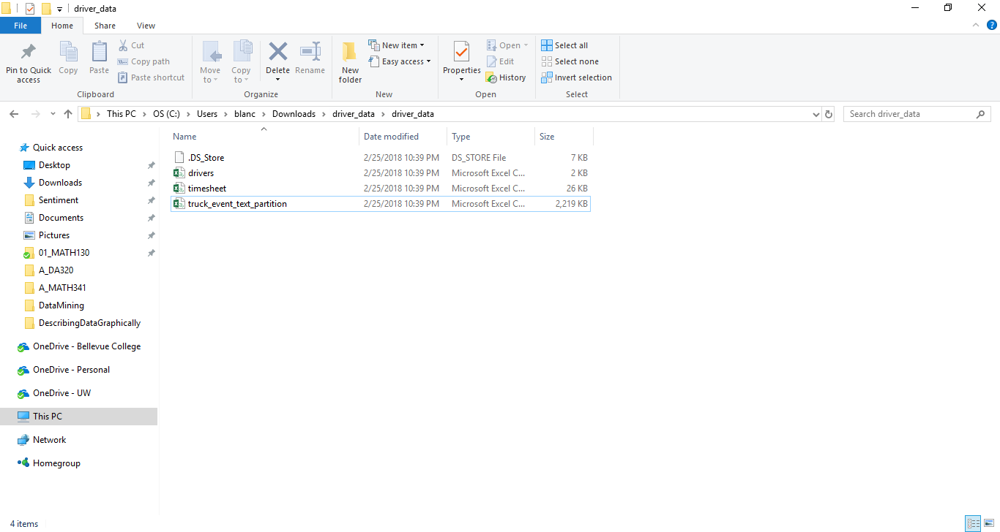 driver_data
File Home Share View
Pin to Quick access
Copy
Paste
Cut
Copy path
Paste shortcut
Clipboard
Move to
Copy to
Delete
Rename
Organize
New folder
New item
Easy access
New
Properties
Open
Edit
History
Open
Select all
Select none
Invert selection
Select
This PC > OS (C:) > Users > blanc > Downloads > driver_data > driver_data
Search driver_data
Name Date modified Type Size
.DS_Store 2/25/2018 10:39 PM DS_STORE File 7 KB
drivers 2/25/2018 10:39 PM Microsoft Excel C... 2 KB
timesheet 2/25/2018 10:39 PM Microsoft Excel C... 26 KB
truck_event_text_partition 2/25/2018 10:39 PM Microsoft Excel C... 2,219 KB
Quick access
Desktop
Downloads
Sentiment
Documents
Pictures
01_MATH130
A_DA320
A_MATH341
DataMining
DescribingDataGraphically
OneDrive - Bellevue College
OneDrive - Personal
OneDrive - UW
This PC
Network
Homegroup
4 items